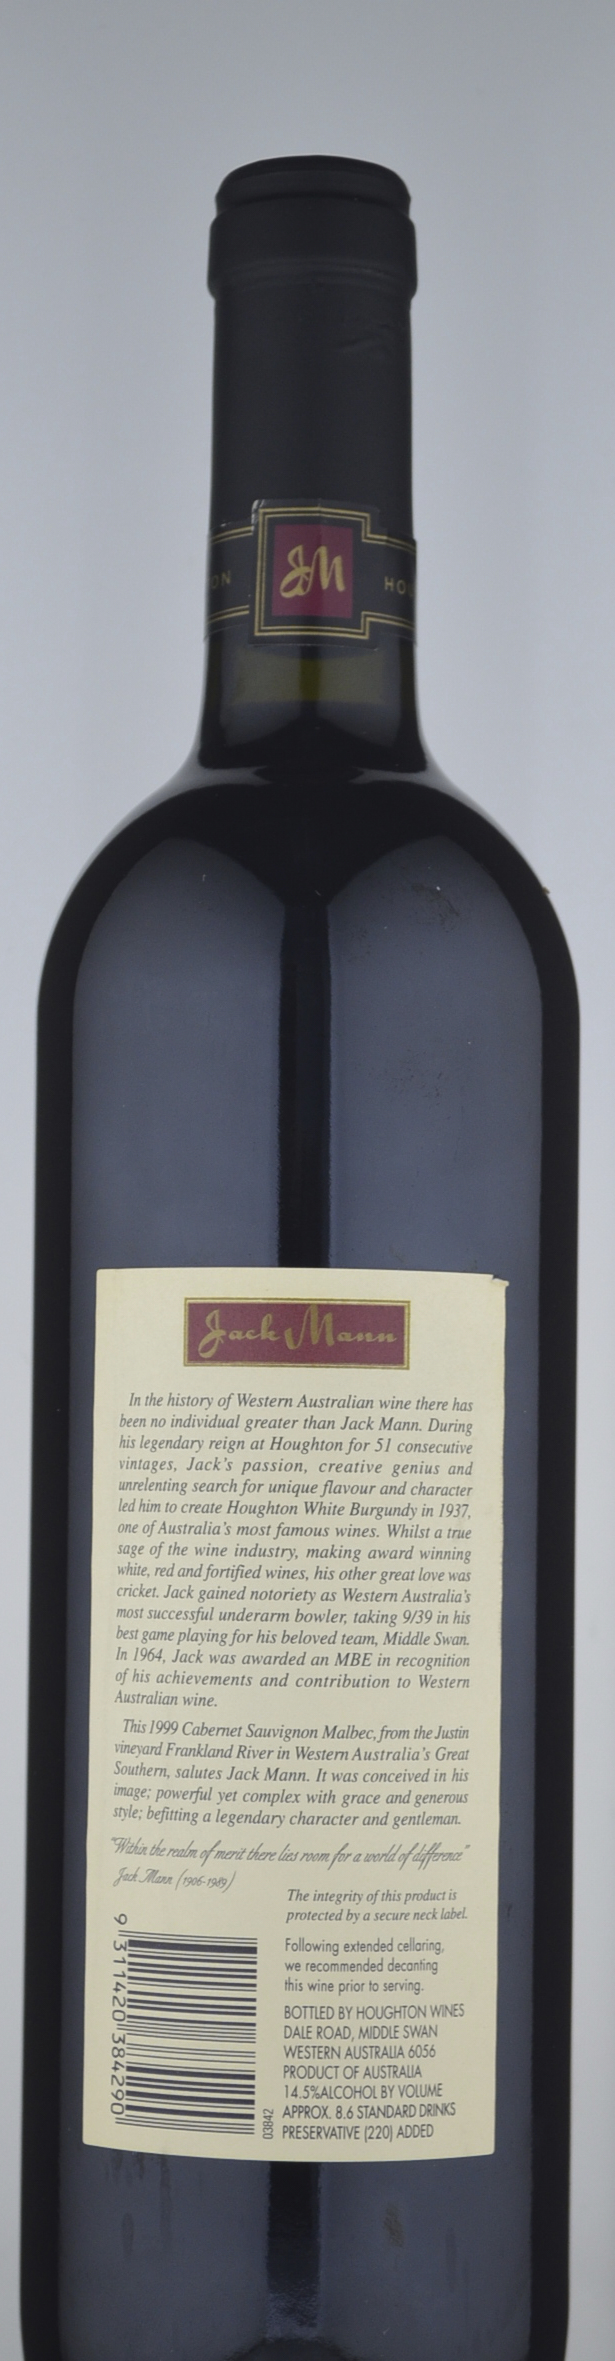 ON
JM
HOU
Jack Mann
In the history of Western Australian wine there has
been no individual greater than Jack Mann. During
his legendary reign at Houghton for 51 consecutive
vintages, Jack's passion, creative genius and
unrelenting search for unique flavour and character
led him to create Houghton White Burgundy in 1937,
one of Australia's most famous wines. Whilst a true
sage of the wine industry, making award winning
white, red and fortified wines, his other great love was
cricket. Jack gained notoriety as Western Australia's
most successful underarm bowler, taking 9/39 in his
best game playing for his beloved team, Middle Swan.
In 1964, Jack was awarded an MBE in recognition
of his achievements and contribution to Western
Australian wine.
This 1999 Cabernet Sauvignon Malbec, from the Justin
vineyard Frankland River in Western Australia's Great
Southern, salutes Jack Mann. It was conceived in his
image; powerful yet complex with grace and generous
style; befitting a legendary character and gentleman.
"Within the realm of merit there lies room for a world of difference"
Jack Mann (1906-1989)
The integrity of this product is
protected by a secure neck label.
Following extended cellaring,
we recommended decanting
this wine prior to serving.
BOTTLED BY HOUGHTON WINES
DALE ROAD, MIDDLE SWAN
WESTERN AUSTRALIA 6056
PRODUCT OF AUSTRALIA
14.5%ALCOHOL BY VOLUME
APPROX. 8.6 STANDARD DRINKS
PRESERVATIVE (220) ADDED
9 311420 384290
03842